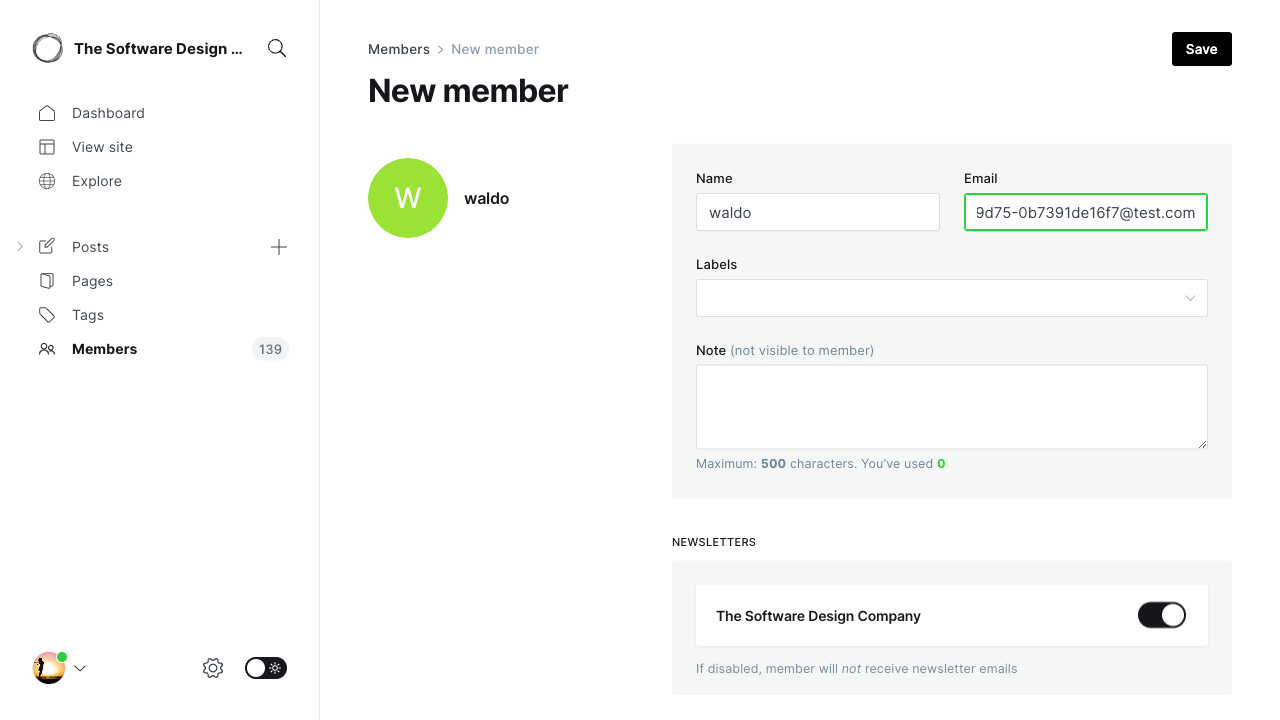 The Software Design ...
Dashboard
View site
Explore
Posts
Pages
Tags
Members
139
Members
New member
Save
New member
W
waldo
Name
Email
waldo
9d75-0b7391de16f7@test.com
Labels
Note (not visible to member)
Maximum: 500 characters. You’ve used 0
NEWSLETTERS
The Software Design Company
If disabled, member will not receive newsletter emails